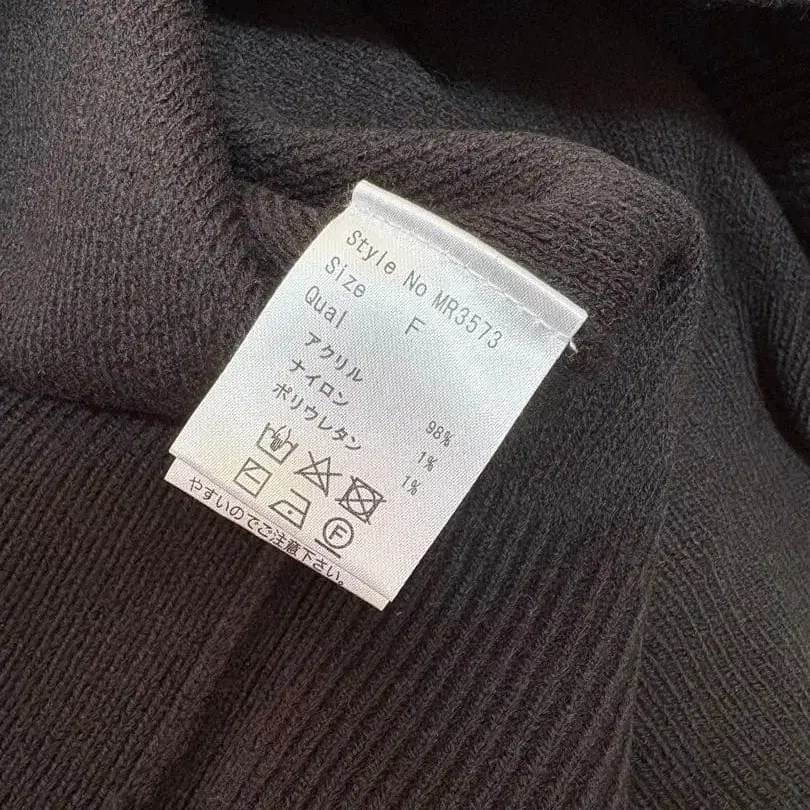 Style No MR3573
Size F
Qual
アクリル 98%
ナイロン 1%
ポリウレタン 1%
F
やすいのでご注意下さい。